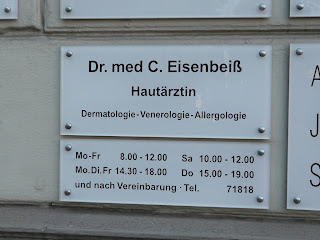 Dr. med C. Eisenbeiß
Hautärztin
Dermatologie-Venerologie-Allergologie
Mo-Fr 8.00-12.00 Sa 10.00-12.00
Mo.Di.Fr 14.30-18.00 Do 15.00-19.00
und nach Vereinbarung · Tel. 71818
A
J
S